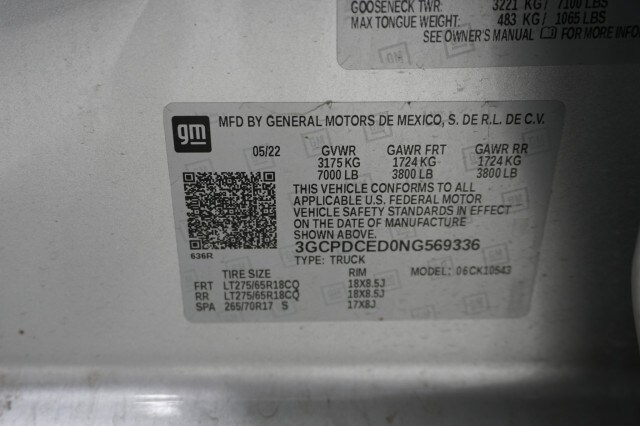 GOOSENECK TWR: 3221 KG / 7100 LBS
MAX TONGUE WEIGHT: 483 KG / 1065 LBS
SEE OWNER'S MANUAL FOR MORE INFO
gm
MFD BY GENERAL MOTORS DE MEXICO, S. DE R.L. DE C.V.
05/22 GVWR GAWR FRT GAWR RR
3175 KG 1724 KG 1724 KG
7000 LB 3800 LB 3800 LB
THIS VEHICLE CONFORMS TO ALL
APPLICABLE U.S. FEDERAL MOTOR
VEHICLE SAFETY STANDARDS IN EFFECT
ON THE DATE OF MANUFACTURE
SHOWN ABOVE.
3GCPDCED0NG569336
636R
TYPE: TRUCK MODEL: 06CK10543
TIRE SIZE RIM
FRT LT275/65R18CQ 18X8.5J
RR LT275/65R18CQ 18X8.5J
SPA 265/70R17 S 17X8J